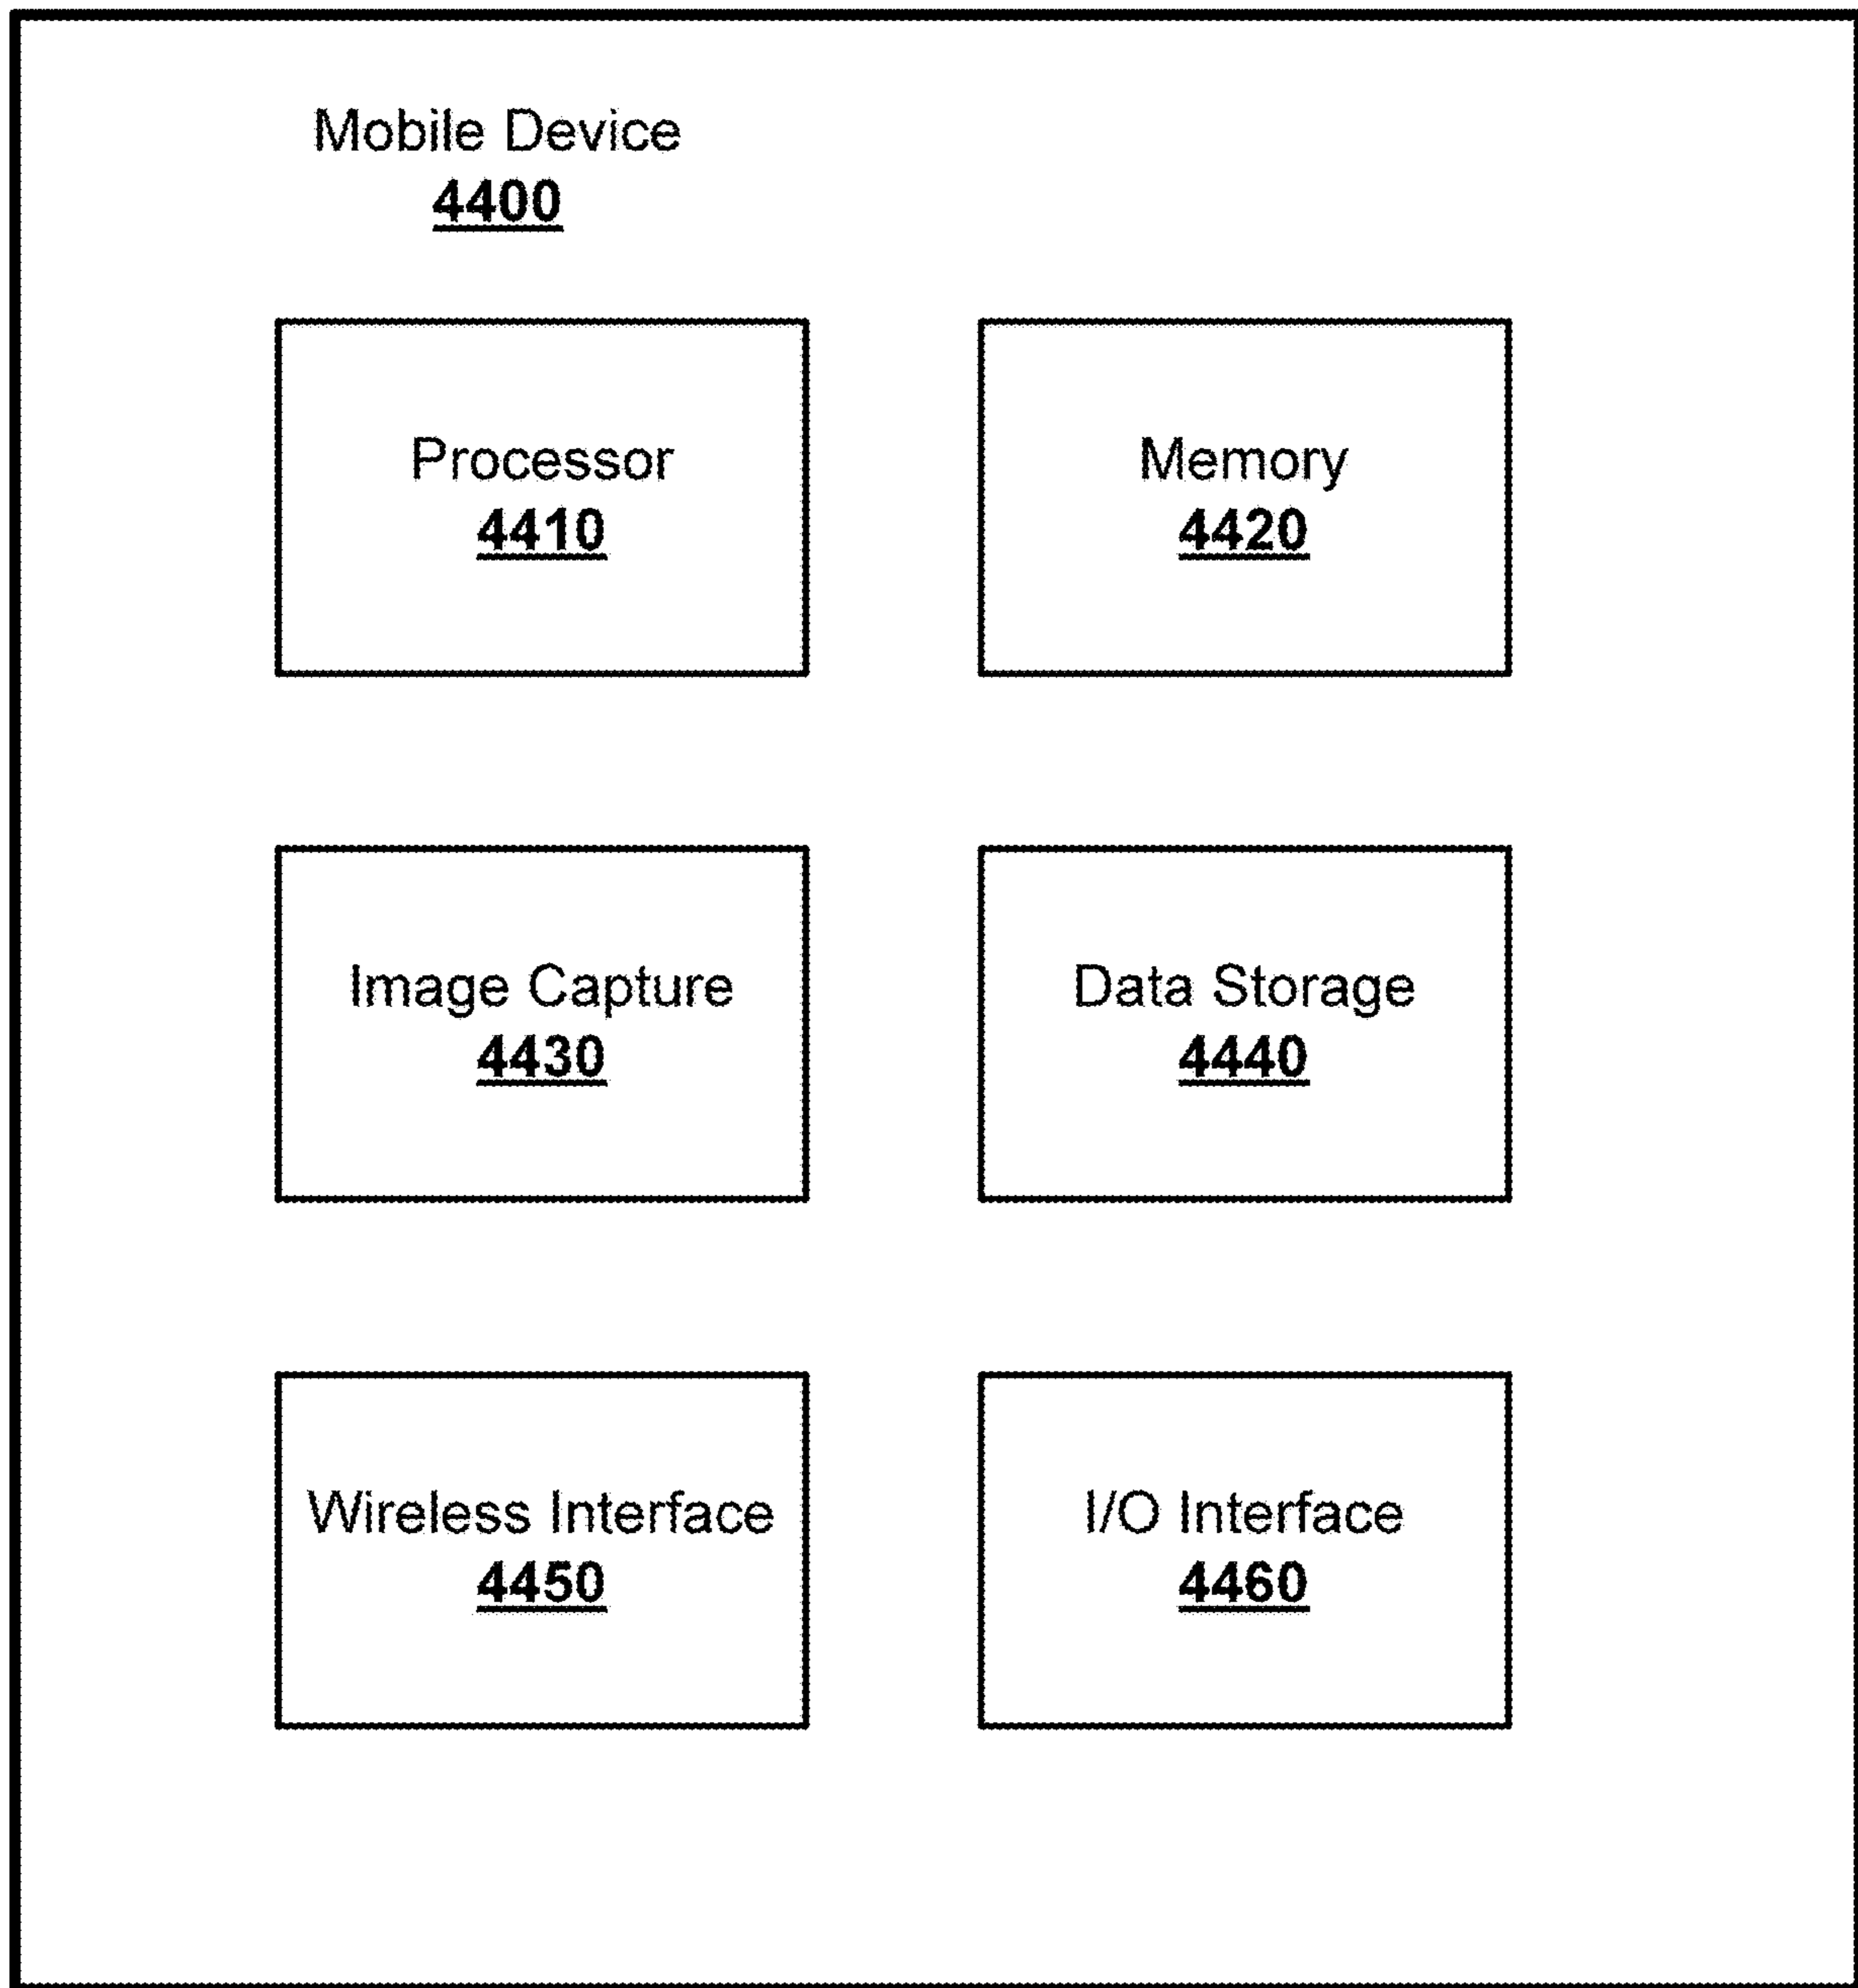 Mobile Device
4400
Processor
4410
Memory
4420
Image Capture
4430
Data Storage
4440
Wireless Interface
4450
I/O Interface
4460